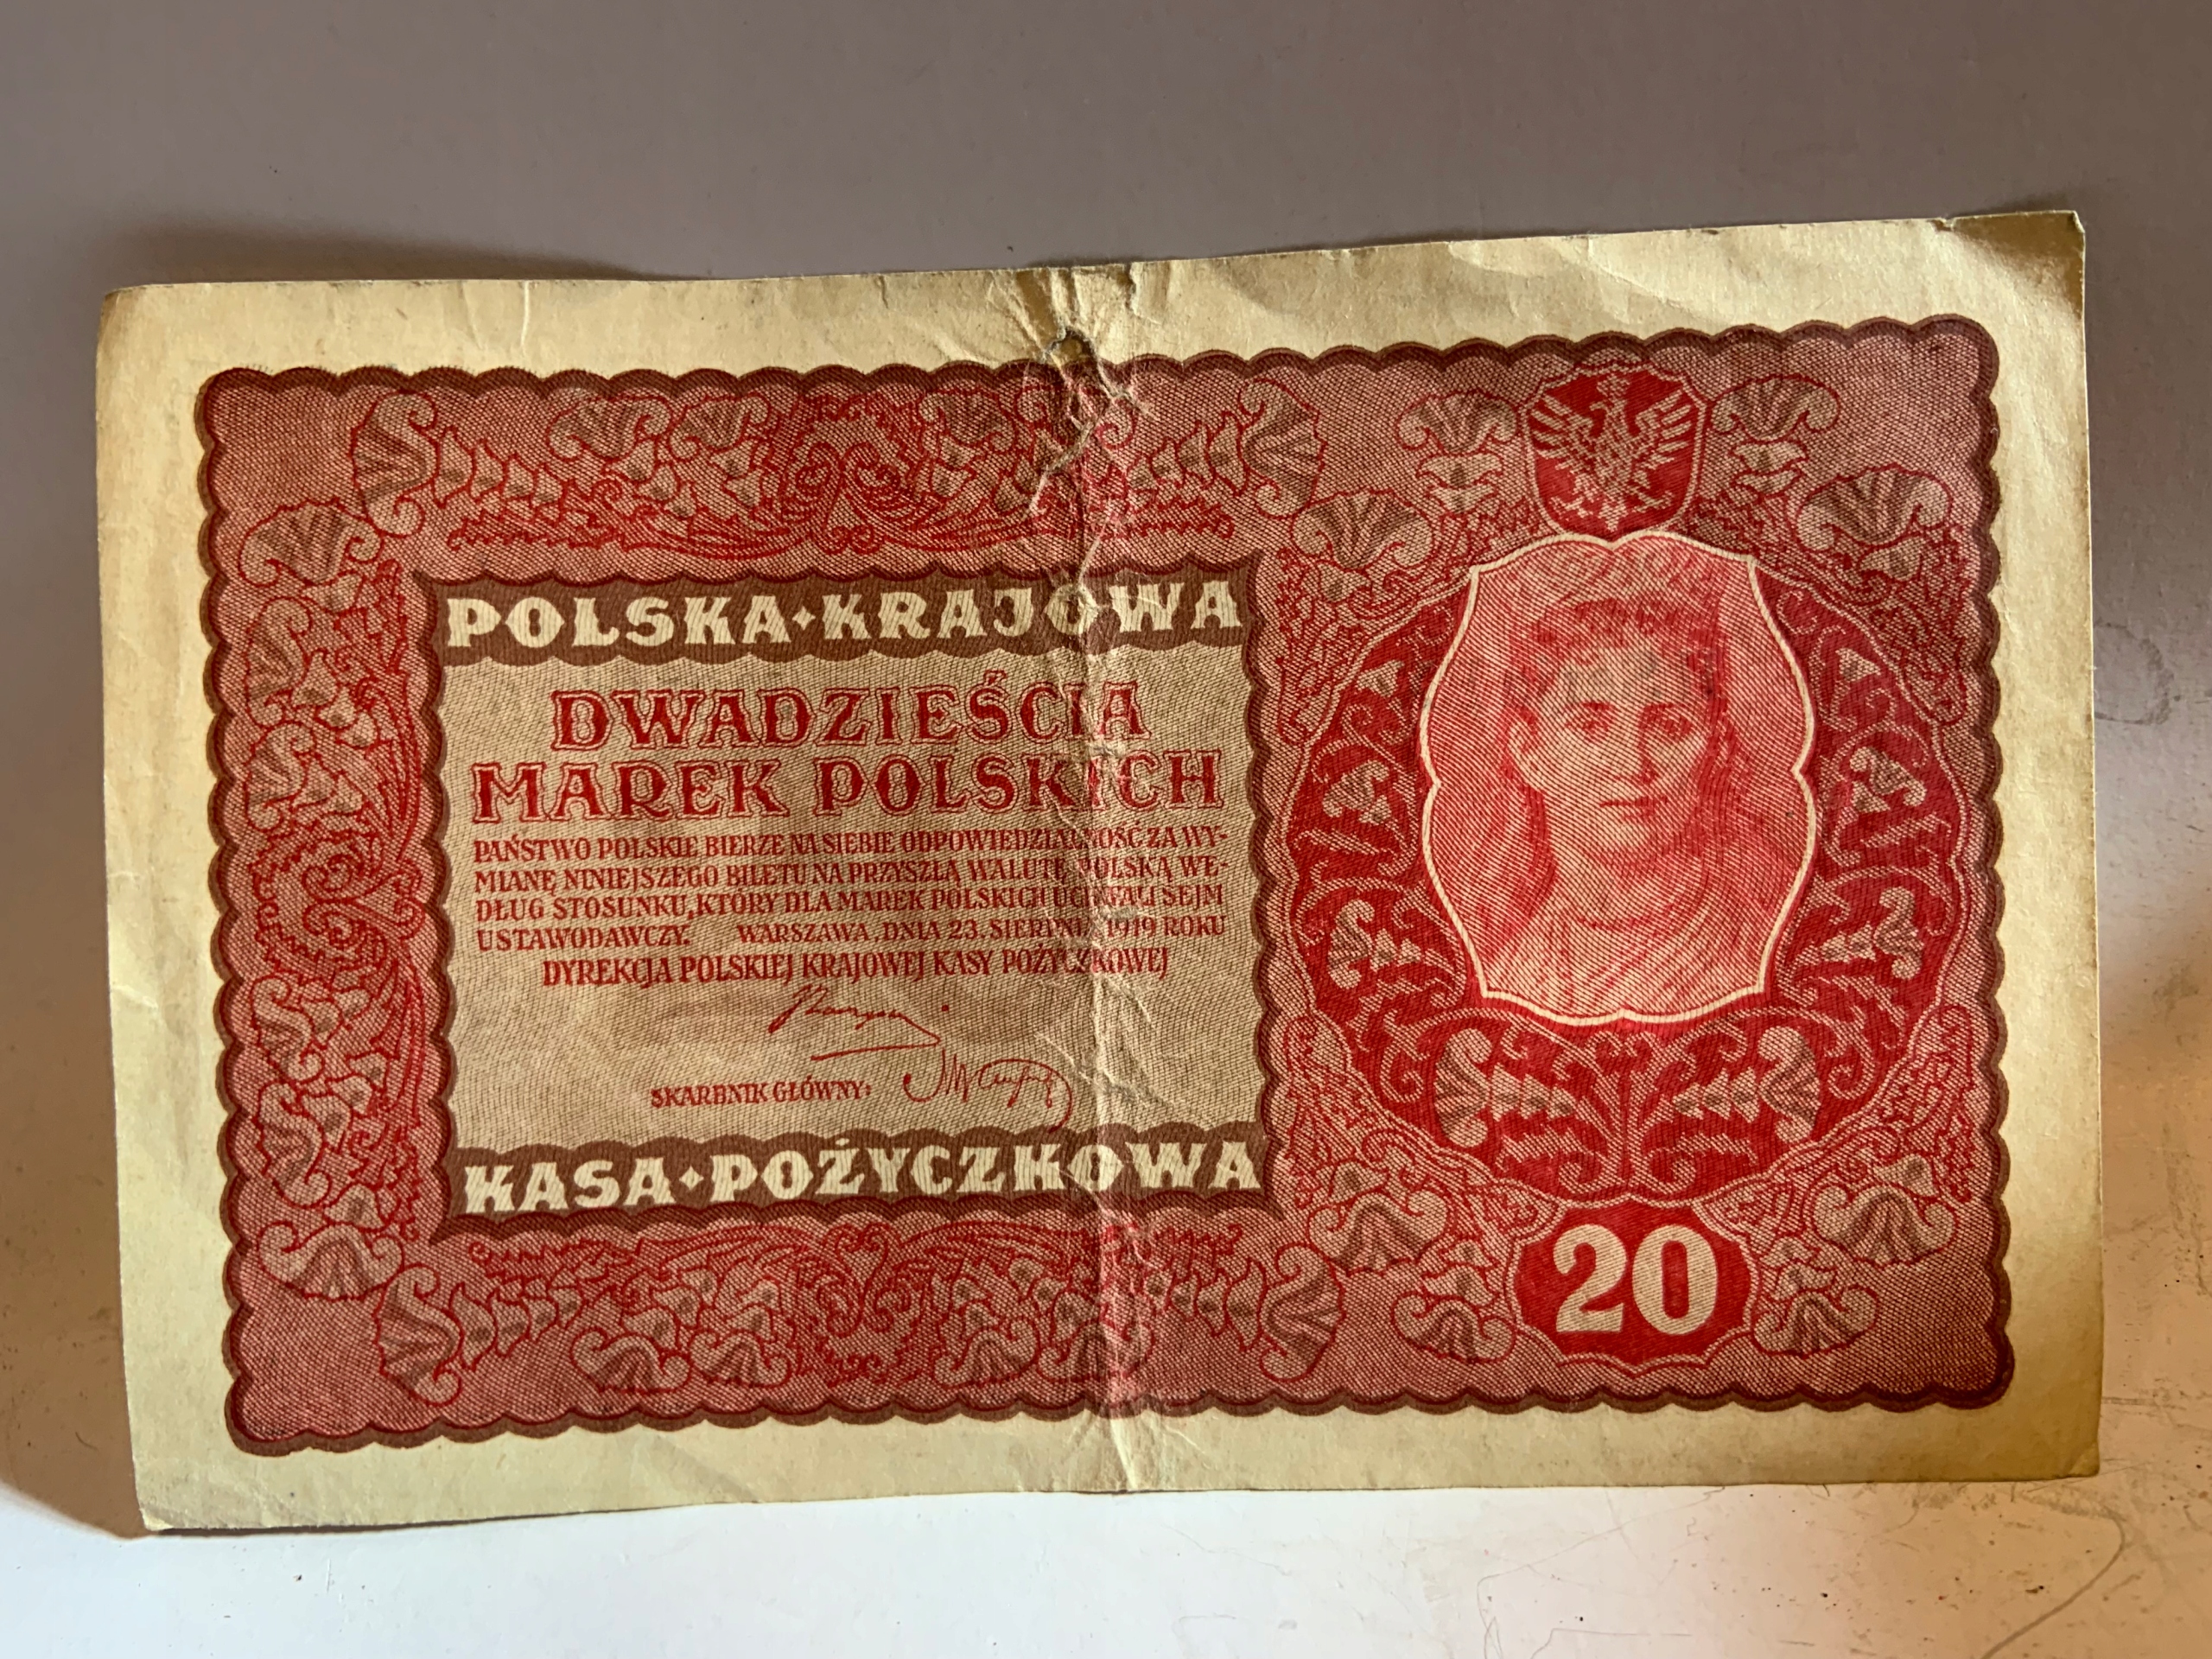 POLSKA·KRAJOWA
DWADZIEŚCIA
MAREK POLSKICH
PAŃSTWO POLSKIE BIERZE NA SIEBIE ODPOWIEDZIALNOŚĆ ZA WY-
MIANĘ NINIEJSZEGO BILETU NA PRZYSZŁĄ WALUTĘ POLSKĄ WE-
DŁUG STOSUNKU, KTÓRY DLA MAREK POLSKICH UCHWALI SEJM
USTAWODAWCZY. WARSZAWA, DNIA 23. SIERPNIA 1919 ROKU
DYREKCJA POLSKIEJ KRAJOWEJ KASY POŻYCZKOWEJ
SKARBNIK GŁÓWNY:
KASA·POŻYCZKOWA
20